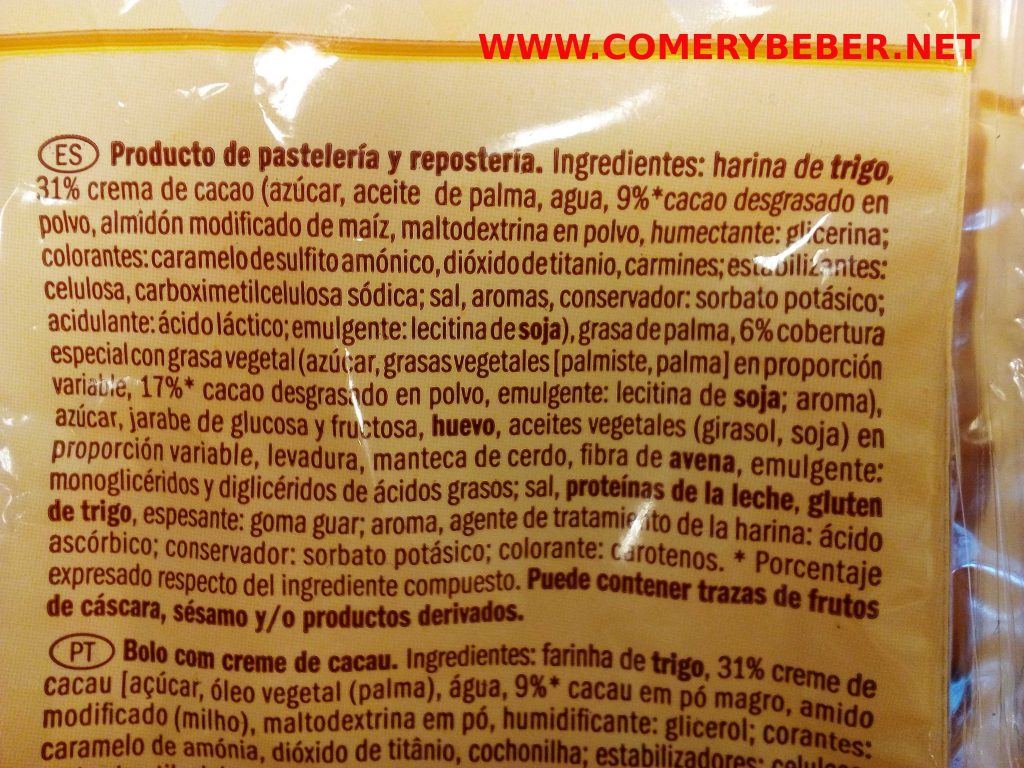 WWW.COMERYBEBER.NET
ES Producto de pastelería y repostería. Ingredientes: harina de trigo,
31% crema de cacao (azúcar, aceite de palma, agua, 9%*cacao desgrasado en
polvo, almidón modificado de maíz, maltodextrina en polvo, humectante: glicerina;
colorantes: caramelo de sulfito amónico, dióxido de titanio, carmines; estabilizantes:
celulosa, carboximetilcelulosa sódica; sal, aromas, conservador: sorbato potásico;
acidulante: ácido láctico; emulgente: lecitina de soja), grasa de palma, 6% cobertura
especial con grasa vegetal (azúcar, grasas vegetales [palmiste, palma] en proporción
variable, 17%* cacao desgrasado en polvo, emulgente: lecitina de soja; aroma),
azúcar, jarabe de glucosa y fructosa, huevo, aceites vegetales (girasol, soja) en
proporción variable, levadura, manteca de cerdo, fibra de avena, emulgente:
monoglicéridos y diglicéridos de ácidos grasos; sal, proteínas de la leche, gluten
de trigo, espesante: goma guar; aroma, agente de tratamiento de la harina: ácido
ascórbico; conservador: sorbato potásico; colorante: carotenos. * Porcentaje
expresado respecto del ingrediente compuesto. Puede contener trazas de frutos
de cáscara, sésamo y/o productos derivados.
PT Bolo com creme de cacau. Ingredientes: farinha de trigo, 31% creme de
cacau [açúcar, óleo vegetal (palma), água, 9%* cacau em pó magro, amido
modificado (milho), maltodextrina em pó, humidificante: glicerol; corantes:
caramelo de amónia, dióxido de titânio, cochonilha; estabilizadores: celulose